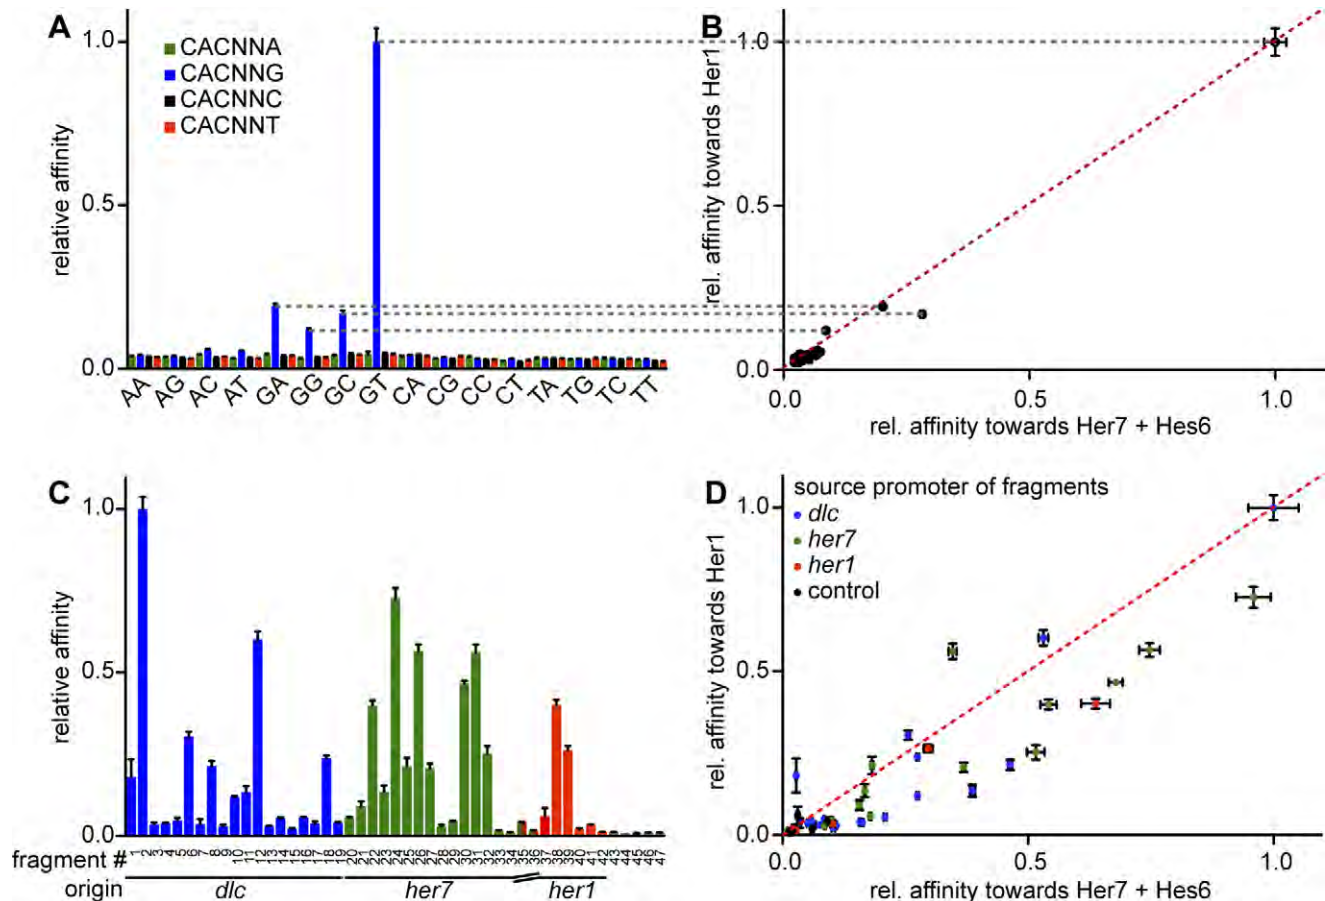 A
1.0
0.5
0.0
relative affinity
CACNNA
CACNNG
CACNNC
CACNNT
AA AG AC AT GA GG GC GT CA CG CC CT TA TG TC TT
B
1.0
0.5
0.0
rel. affinity towards Her1
0.0 0.5 1.0
rel. affinity towards Her7 + Hes6
C
1.0
0.5
0.0
relative affinity
fragment # 1 2 3 4 5 6 7 8 9 10 11 12 13 14 15 16 17 18 19 20 21 22 23 24 25 26 27 28 29 30 31 32 33 34 35 36 37 38 39 40 41 42 43 44 45 46 47
origin dlc her7 her1
D
source promoter of fragments
dlc
her7
her1
control
1.0
0.5
0.0
rel. affinity towards Her1
0.0 0.5 1.0
rel. affinity towards Her7 + Hes6